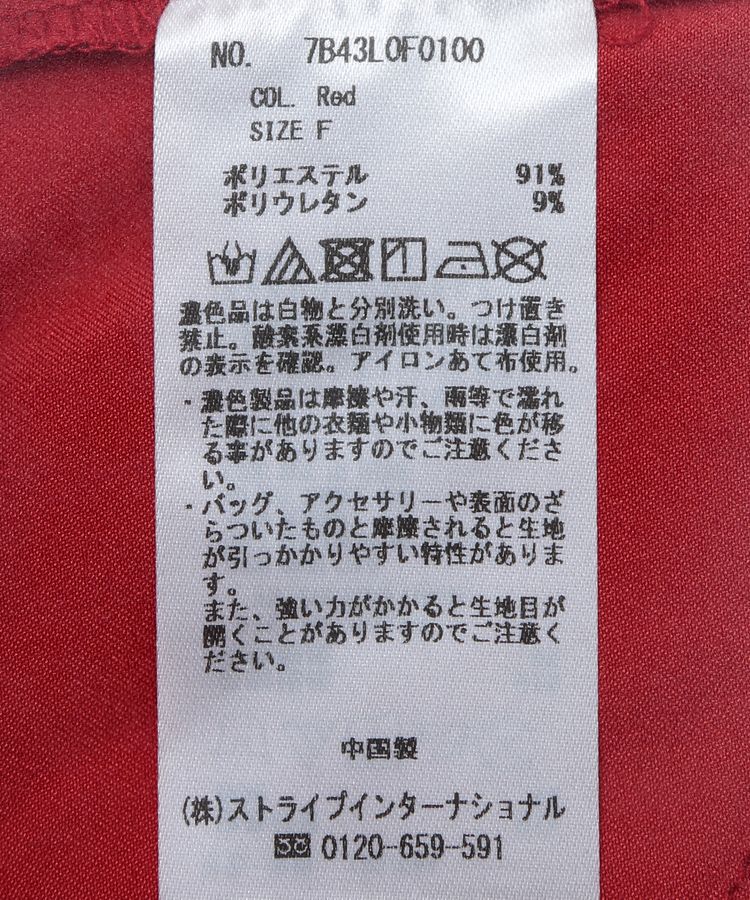 NO. 7B43L0F0100
COL. Red
SIZE F
ポリエステル 91%
ポリウレタン 9%
濃色品は白物と分別洗い。つけ置き
禁止。酸素系漂白剤使用時は漂白剤
の表示を確認。アイロンあて布使用。
・濃色製品は摩擦や汗、雨等で濡れ
た際に他の衣類や小物類に色が移
る事がありますのでご注意くださ
い。
・バッグ、アクセサリーや表面のざ
らついたものと摩擦されると生地
が引っかかりやすい特性がありま
す。
また、強い力がかかると生地目が
開くことがありますのでご注意く
ださい。
中国製
(株)ストライプインターナショナル
0120-659-591